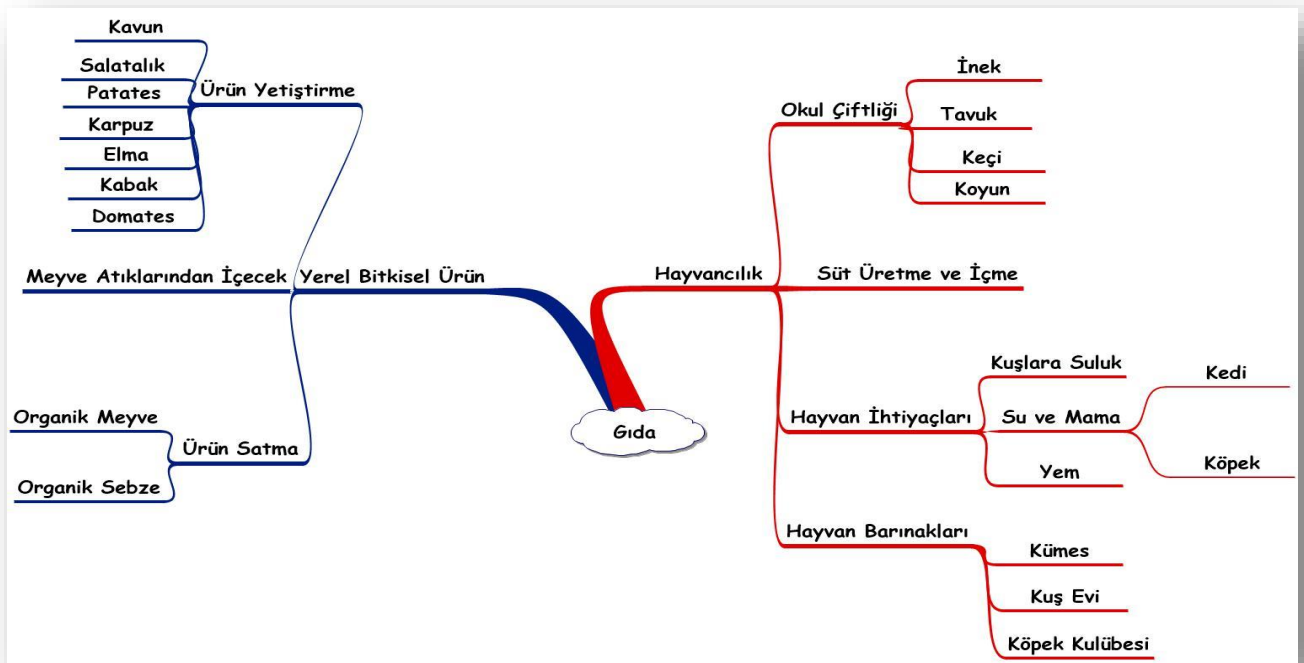 Kavun
Salatalık
Patates
Karpuz
Elma
Kabak
Domates
Ürün Yetiştirme
Meyve Atıklarından İçecek
Yerel Bitkisel Ürün
Organik Meyve
Organik Sebze
Ürün Satma
Gıda
Hayvancılık
Okul Çiftliği
İnek
Tavuk
Keçi
Koyun
Süt Üretme ve İçme
Hayvan İhtiyaçları
Kuşlara Suluk
Su ve Mama
Kedi
Köpek
Yem
Hayvan Barınakları
Kümes
Kuş Evi
Köpek Kulübesi